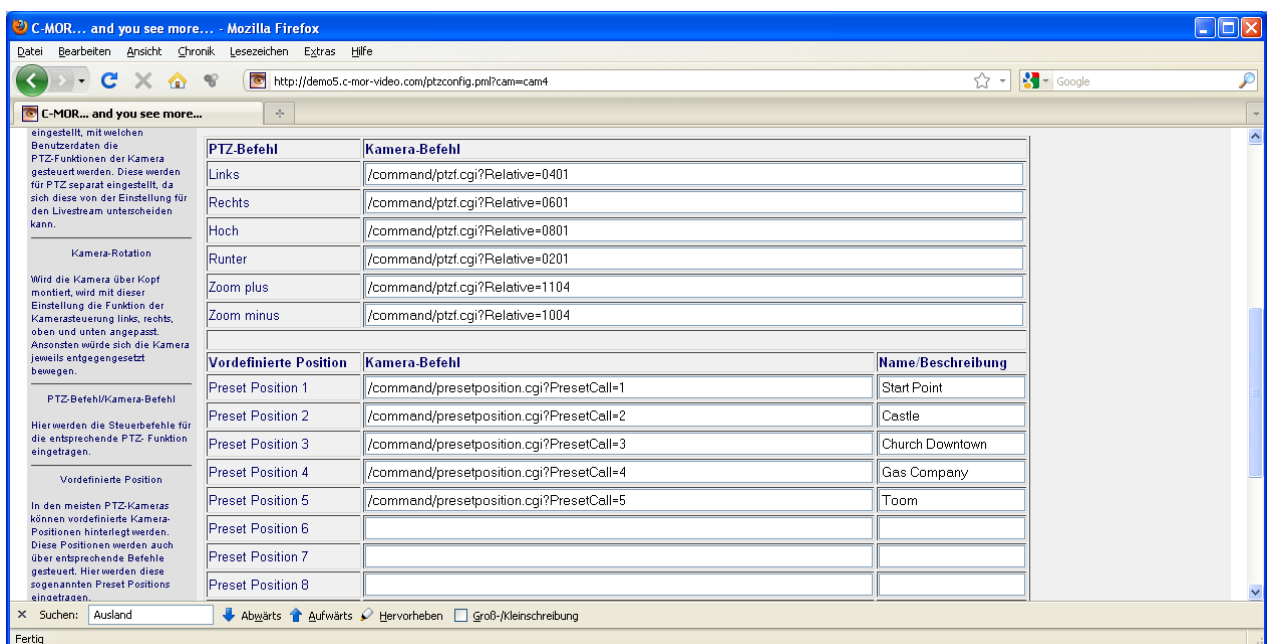 C-MOR... and you see more... - Mozilla Firefox
Datei Bearbeiten Ansicht Chronik Lesezeichen Extras Hilfe
http://demo5.c-mor-video.com/ptzconfig.pml?cam=cam4
Google
C-MOR... and you see more...
eingestellt, mit welchen
Benutzerdaten die
PTZ-Funktionen der Kamera
gesteuert werden. Diese werden
für PTZ separat eingestellt, da
sich diese von der Einstellung für
den Livestream unterscheiden
kann.
Kamera-Rotation
Wird die Kamera über Kopf
montiert, wird mit dieser
Einstellung die Funktion der
Kamerasteuerung links, rechts,
oben und unten angepasst.
Ansonsten würde sich die Kamera
jeweils entgegengesetzt
bewegen.
PTZ-Befehl/Kamera-Befehl
Hier werden die Steuerbefehle für
die entsprechende PTZ- Funktion
eingetragen.
Vordefinierte Position
In den meisten PTZ-Kameras
können vordefinierte Kamera-
Positionen hinterlegt werden.
Diese Positionen werden auch
über entsprechende Befehle
gesteuert. Hier werden diese
sogenannten Preset Positions
eingetragen.
PTZ-Befehl Kamera-Befehl
Links /command/ptzf.cgi?Relative=0401
Rechts /command/ptzf.cgi?Relative=0601
Hoch /command/ptzf.cgi?Relative=0801
Runter /command/ptzf.cgi?Relative=0201
Zoom plus /command/ptzf.cgi?Relative=1104
Zoom minus /command/ptzf.cgi?Relative=1004
Vordefinierte Position Kamera-Befehl Name/Beschreibung
Preset Position 1 /command/presetposition.cgi?PresetCall=1 Start Point
Preset Position 2 /command/presetposition.cgi?PresetCall=2 Castle
Preset Position 3 /command/presetposition.cgi?PresetCall=3 Church Downtown
Preset Position 4 /command/presetposition.cgi?PresetCall=4 Gas Company
Preset Position 5 /command/presetposition.cgi?PresetCall=5 Toom
Preset Position 6
Preset Position 7
Preset Position 8
Suchen: Ausland Abwärts Aufwärts Hervorheben Groß-/Kleinschreibung
Fertig